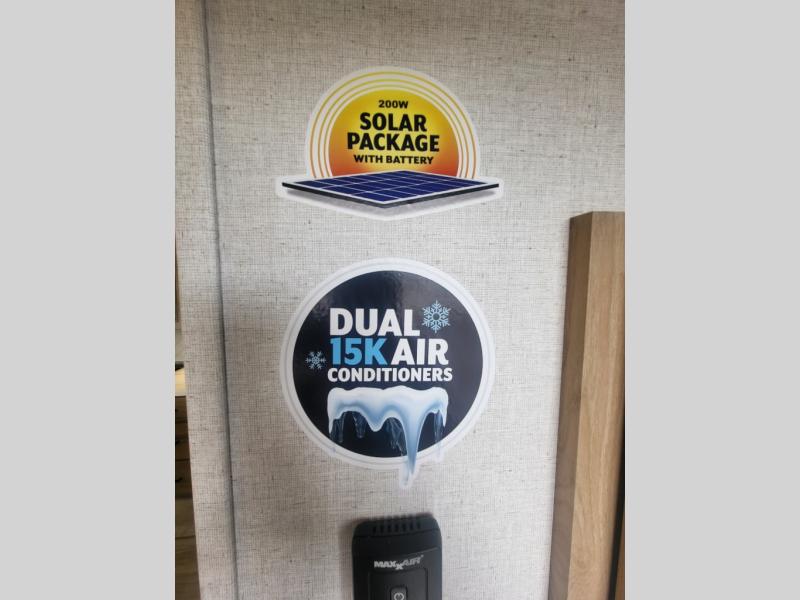 200W
SOLAR
PACKAGE
WITH BATTERY
DUAL
15K AIR
CONDITIONERS
MAXXAIR